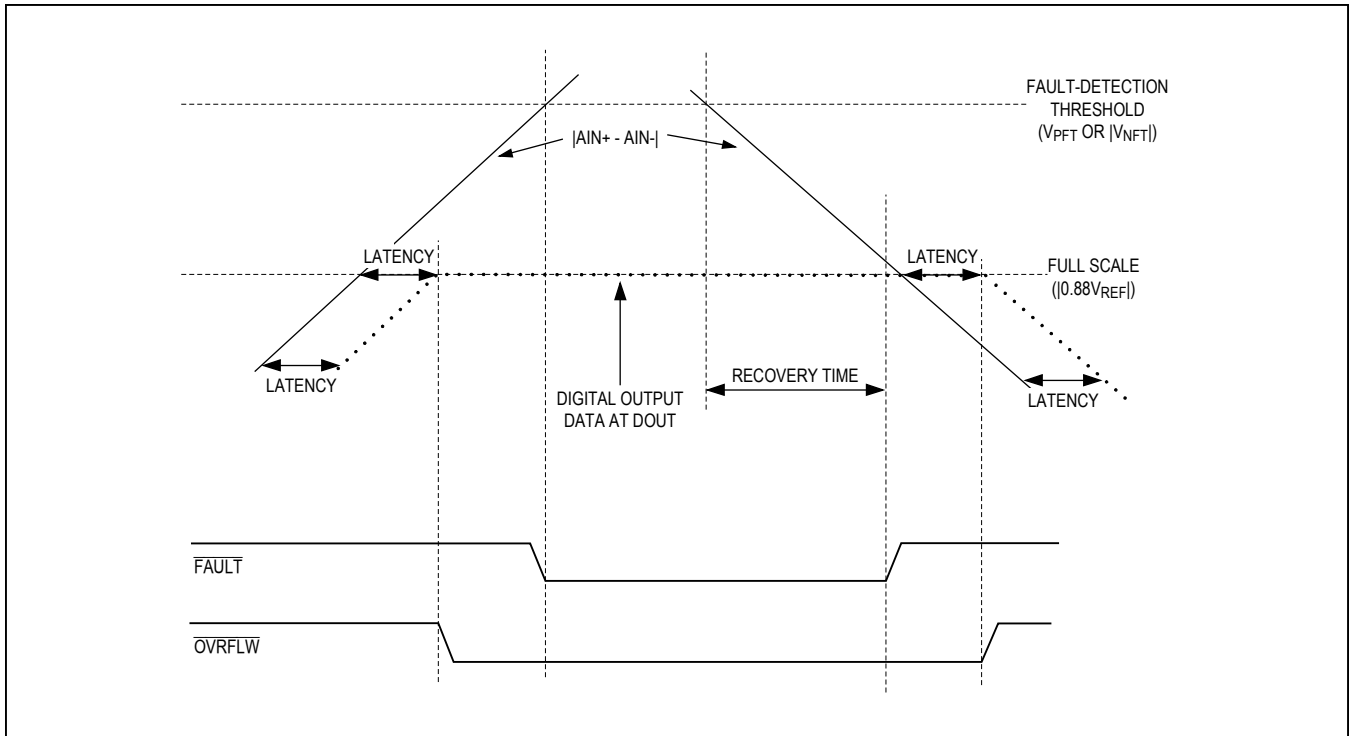 FAULT-DETECTION
THRESHOLD
(VPFT OR |VNFT|)
|AIN+ - AIN-|
LATENCY
LATENCY
FULL SCALE
(|0.88VREF|)
LATENCY
RECOVERY TIME
DIGITAL OUTPUT
DATA AT DOUT
LATENCY
FAULT
OVRFLW